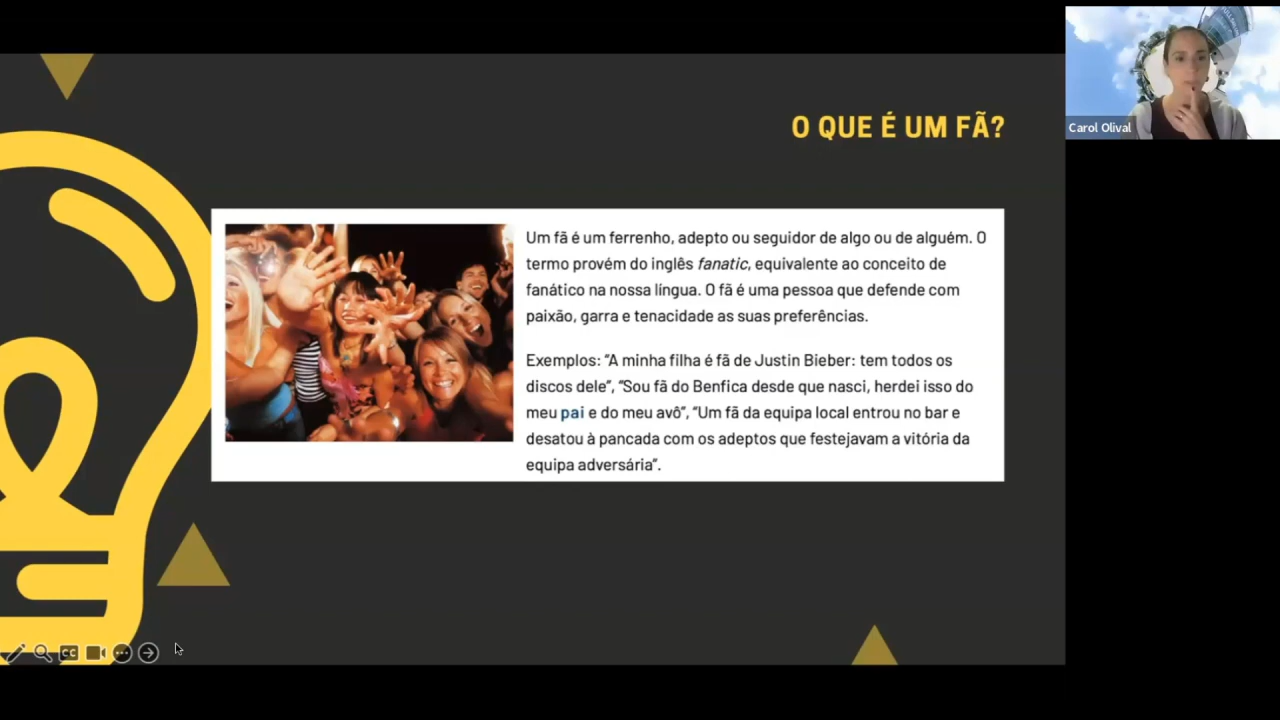 O QUE É UM FÃ?
Um fã é um ferrenho, adepto ou seguidor de algo ou de alguém. O
termo provém do inglês fanatic, equivalente ao conceito de
fanático na nossa língua. O fã é uma pessoa que defende com
paixão, garra e tenacidade as suas preferências.
Exemplos: “A minha filha é fã de Justin Bieber: tem todos os
discos dele”, “Sou fã do Benfica desde que nasci, herdei isso do
meu pai e do meu avô”, “Um fã da equipa local entrou no bar e
desatou à pancada com os adeptos que festejavam a vitória da
equipa adversária”.
Carol Olival
CC